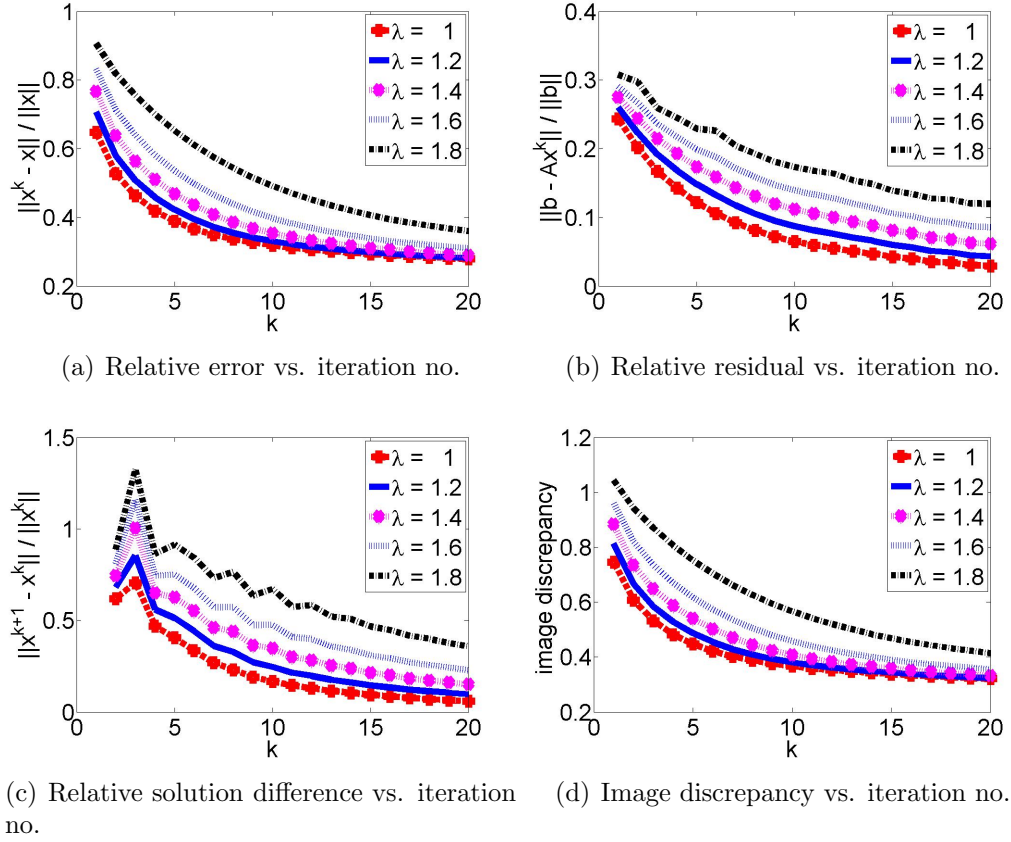 1
0.8
0.6
0.4
0.2
0
5
10
15
20
k
||x^k - x|| / ||x||
λ = 1
λ = 1.2
λ = 1.4
λ = 1.6
λ = 1.8
(a) Relative error vs. iteration no.
0.4
0.3
0.2
0.1
0
0
5
10
15
20
k
||b - Ax^k|| / ||b||
λ = 1
λ = 1.2
λ = 1.4
λ = 1.6
λ = 1.8
(b) Relative residual vs. iteration no.
1.5
1
0.5
0
0
5
10
15
20
k
||x^{k+1} - x^k|| / ||x^k||
λ = 1
λ = 1.2
λ = 1.4
λ = 1.6
λ = 1.8
(c) Relative solution difference vs. iteration
no.
1.2
1
0.8
0.6
0.4
0.2
0
5
10
15
20
k
image discrepancy
λ = 1
λ = 1.2
λ = 1.4
λ = 1.6
λ = 1.8
(d) Image discrepancy vs. iteration no.